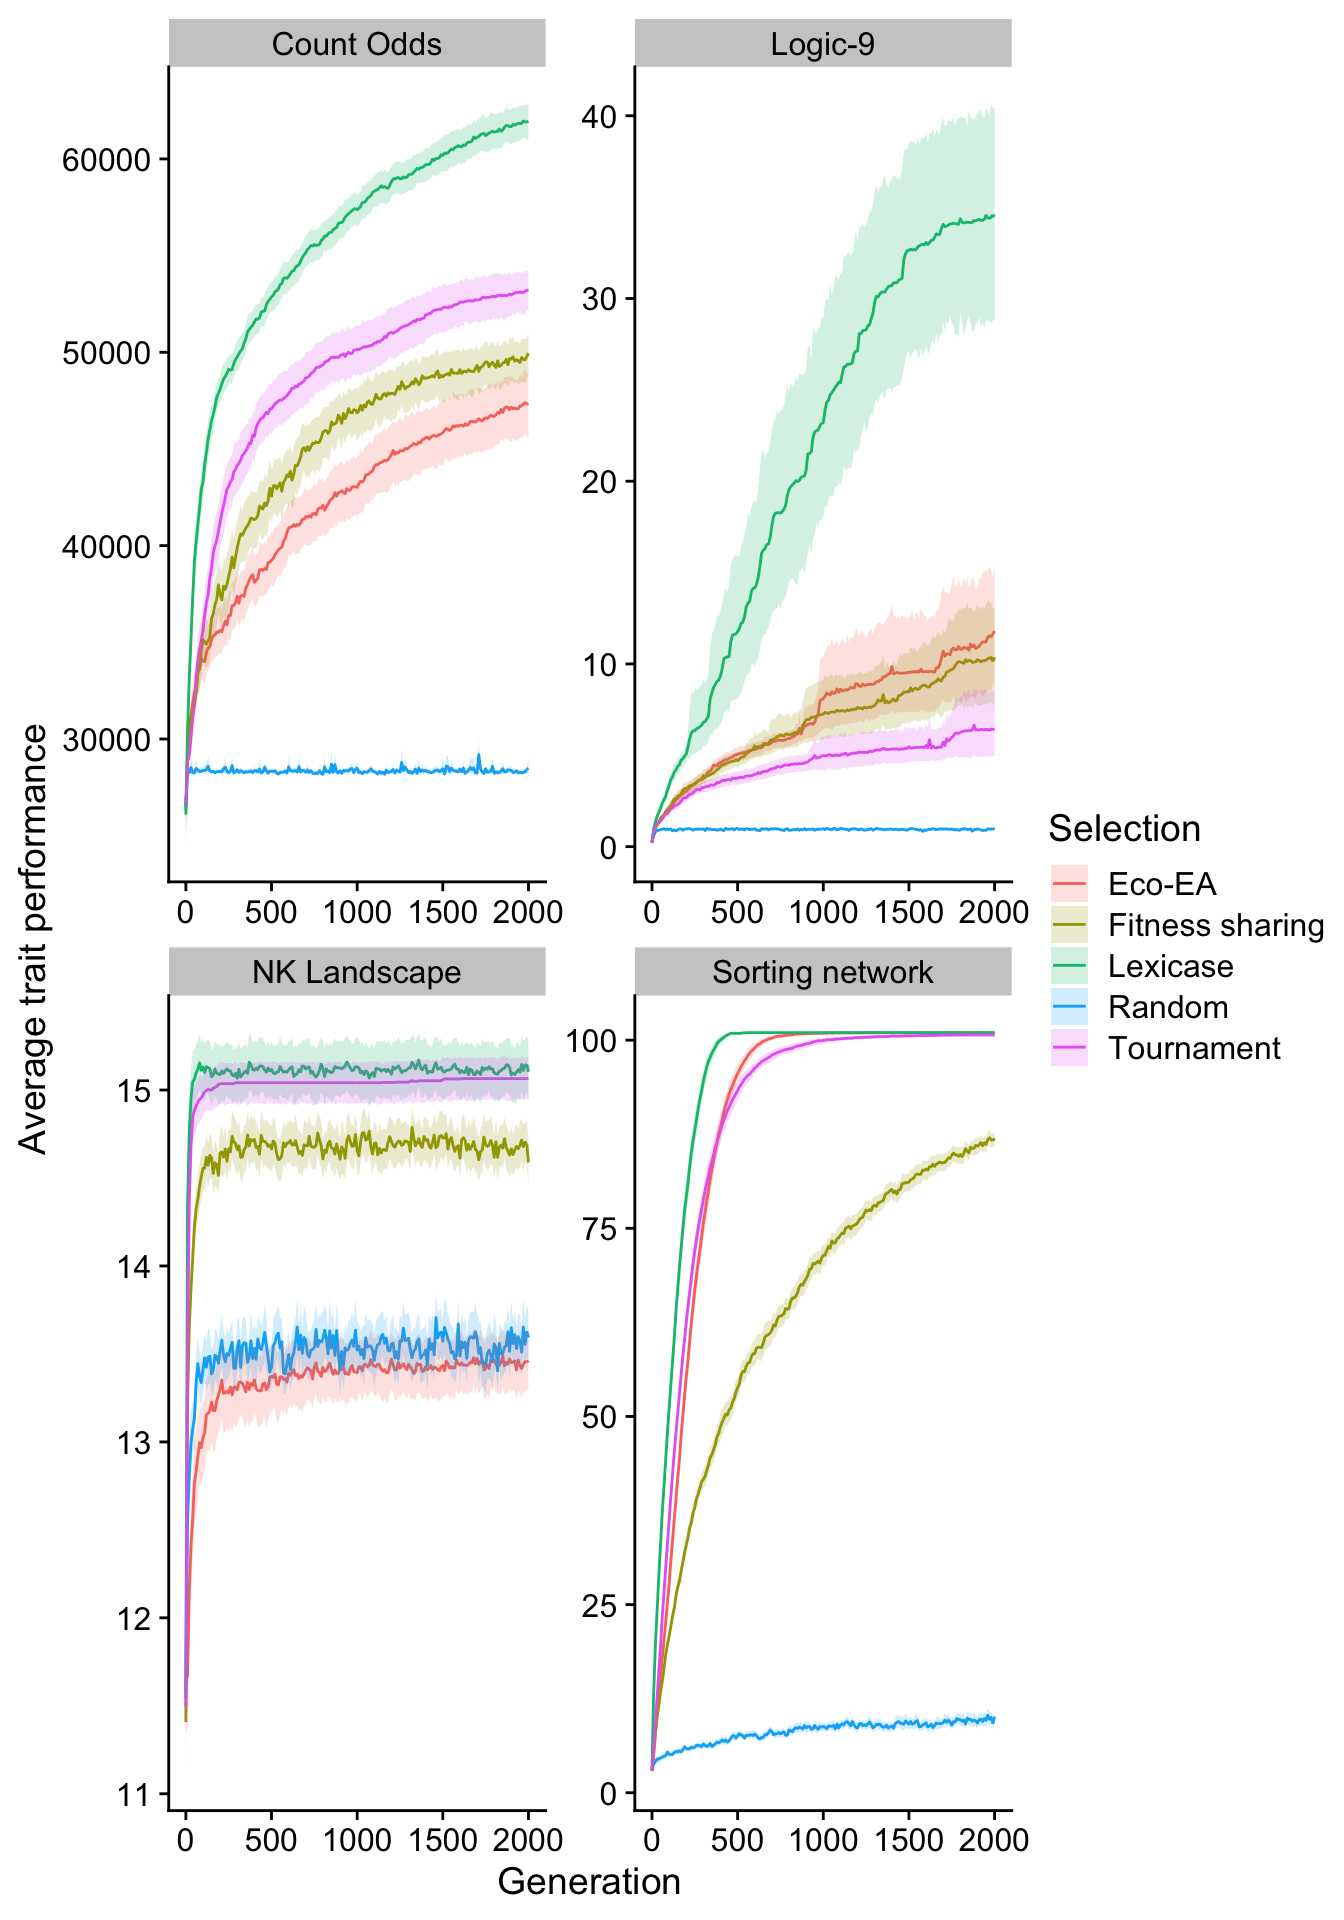 Count Odds
Logic-9
60000
50000
40000
30000
40
30
20
10
0
0 500 1000 1500 2000
0 500 1000 1500 2000
Average trait performance
Selection
Eco-EA
Fitness sharing
Lexicase
Random
Tournament
NK Landscape
Sorting network
15
14
13
12
11
100
75
50
25
0
0 500 1000 1500 2000
0 500 1000 1500 2000
Generation